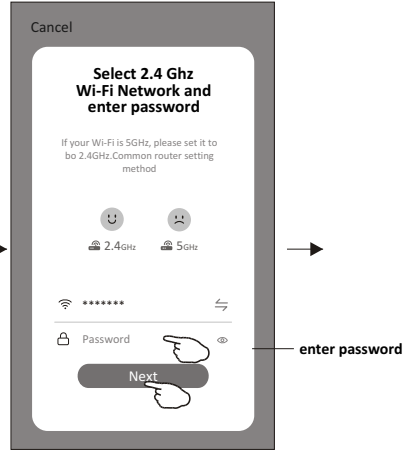 Cancel
Select 2.4 Ghz
Wi-Fi Network and
enter password
If your Wi-Fi is 5GHz, please set it to
bo 2.4GHz.Common router setting
method
2.4GHz 5GHz
*******
Password
enter password
Next